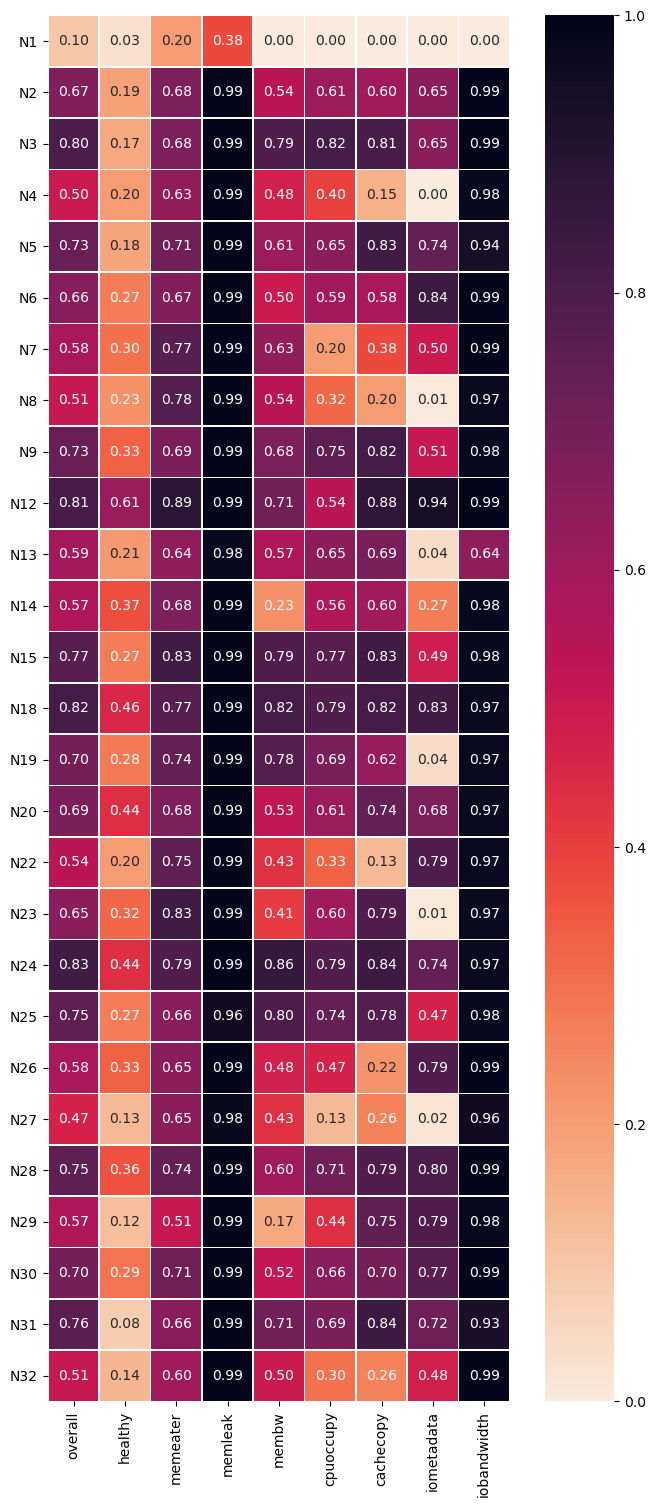 N1 0.10 0.03 0.20 0.38 0.00 0.00 0.00 0.00 0.00
N2 0.67 0.19 0.68 0.99 0.54 0.61 0.60 0.65 0.99
N3 0.80 0.17 0.68 0.99 0.79 0.82 0.81 0.65 0.99
N4 0.50 0.20 0.63 0.99 0.48 0.40 0.15 0.00 0.98
N5 0.73 0.18 0.71 0.99 0.61 0.65 0.83 0.74 0.94
N6 0.66 0.27 0.67 0.99 0.50 0.59 0.58 0.84 0.99
N7 0.58 0.30 0.77 0.99 0.63 0.20 0.38 0.50 0.99
N8 0.51 0.23 0.78 0.99 0.54 0.32 0.20 0.01 0.97
N9 0.73 0.33 0.69 0.99 0.68 0.75 0.82 0.51 0.98
N12 0.81 0.61 0.89 0.99 0.71 0.54 0.88 0.94 0.99
N13 0.59 0.21 0.64 0.98 0.57 0.65 0.69 0.04 0.64
N14 0.57 0.37 0.68 0.99 0.23 0.56 0.60 0.27 0.98
N15 0.77 0.27 0.83 0.99 0.79 0.77 0.83 0.49 0.98
N18 0.82 0.46 0.77 0.99 0.82 0.79 0.82 0.83 0.97
N19 0.70 0.28 0.74 0.99 0.78 0.69 0.62 0.04 0.97
N20 0.69 0.44 0.68 0.99 0.53 0.61 0.74 0.68 0.97
N22 0.54 0.20 0.75 0.99 0.43 0.33 0.13 0.79 0.97
N23 0.65 0.32 0.83 0.99 0.41 0.60 0.79 0.01 0.97
N24 0.83 0.44 0.79 0.99 0.86 0.79 0.84 0.74 0.97
N25 0.75 0.27 0.66 0.96 0.80 0.74 0.78 0.47 0.98
N26 0.58 0.33 0.65 0.99 0.48 0.47 0.22 0.79 0.99
N27 0.47 0.13 0.65 0.98 0.43 0.13 0.26 0.02 0.96
N28 0.75 0.36 0.74 0.99 0.60 0.71 0.79 0.80 0.99
N29 0.57 0.12 0.51 0.99 0.17 0.44 0.75 0.79 0.98
N30 0.70 0.29 0.71 0.99 0.52 0.66 0.70 0.77 0.99
N31 0.76 0.08 0.66 0.99 0.71 0.69 0.84 0.72 0.93
N32 0.51 0.14 0.60 0.99 0.50 0.30 0.26 0.48 0.99
overall
healthy
memeater
memleak
membw
cpuoccupy
cachecopy
iometadata
iobandwidth
1.0
0.8
0.6
0.4
0.2
0.0